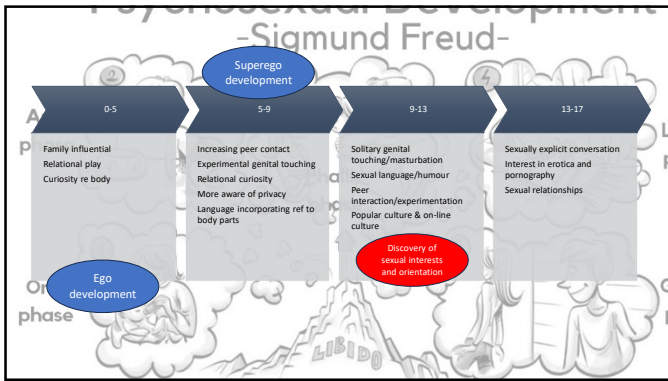 Psychosexual Development
-Sigmund Freud-
Superego
development
0-5
5-9
9-13
13-17
Family influential
Relational play
Curiosity re body
Increasing peer contact
Experimental genital touching
Relational curiosity
More aware of privacy
Language incorporating ref to
body parts
Solitary genital
touching/masturbation
Sexual language/humour
Peer
interaction/experimentation
Popular culture & on-line
culture
Sexually explicit conversation
Interest in erotica and
pornography
Sexual relationships
Discovery of
sexual interests
and orientation
Ego
development
phase
LIBIDO